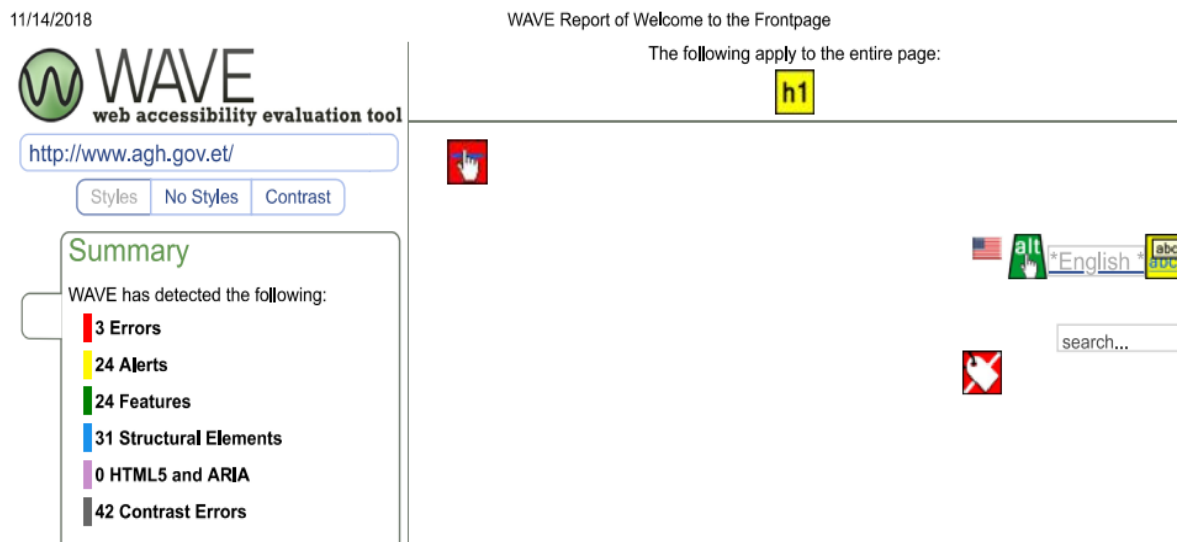 11/14/2018
WAVE Report of Welcome to the Frontpage
WAVE
web accessibility evaluation tool
http://www.agh.gov.et/
Styles No Styles Contrast
Summary
WAVE has detected the following:
3 Errors
24 Alerts
24 Features
31 Structural Elements
0 HTML5 and ARIA
42 Contrast Errors
The following apply to the entire page:
h1
alt *English * abc
abc
search...